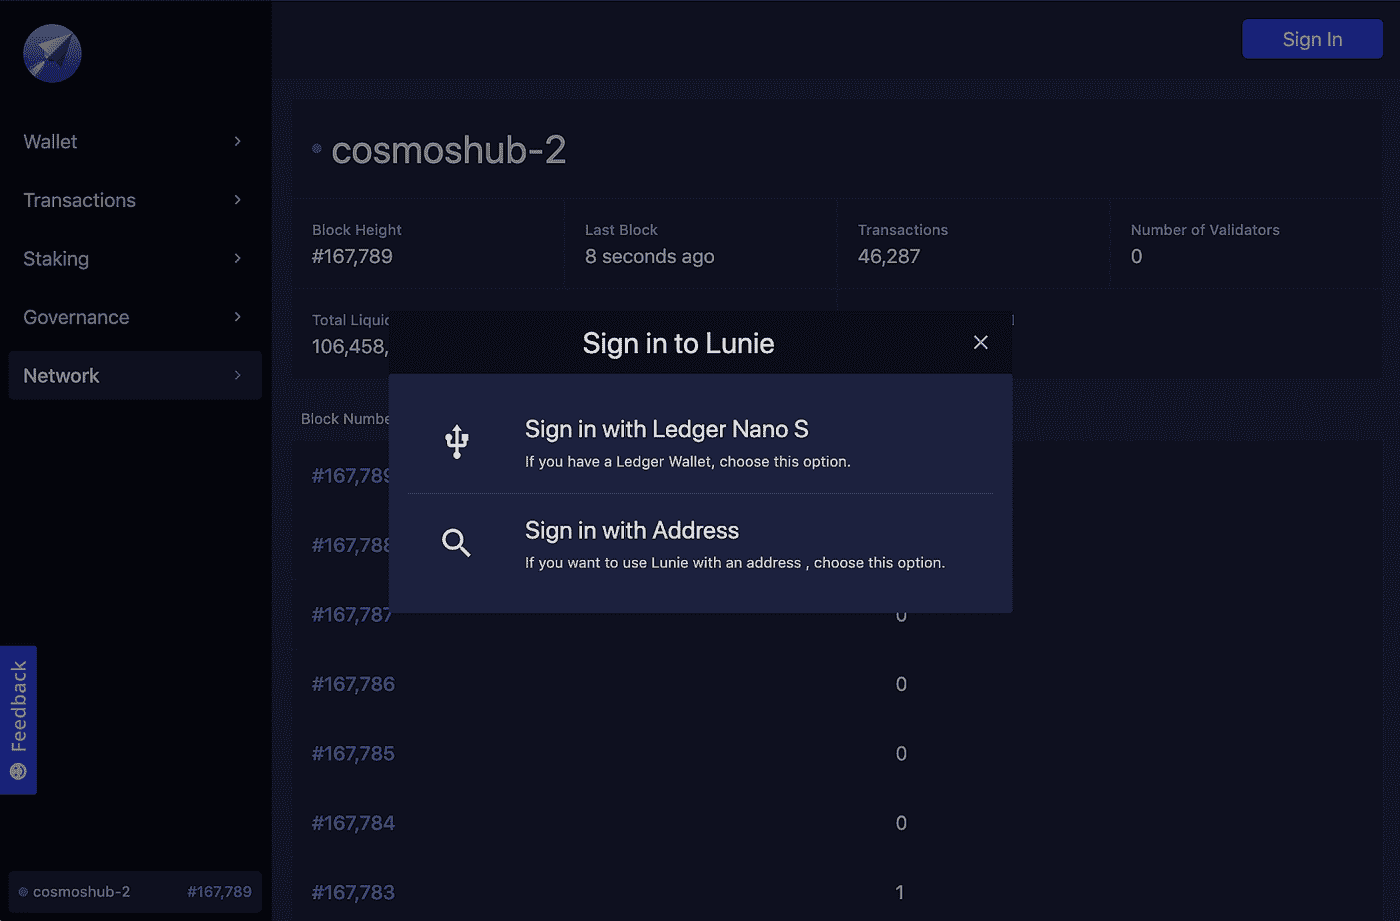 Sign In
Wallet
Transactions
Staking
Governance
Network
cosmoshub-2
Block Height
#167,789
Last Block
8 seconds ago
Transactions
46,287
Number of Validators
0
Total Liquid
106,458,
Sign in to Lunie
Sign in with Ledger Nano S
If you have a Ledger Wallet, choose this option.
Sign in with Address
If you want to use Lunie with an address , choose this option.
Block Numbe
#167,789
#167,788
#167,787 0
#167,786 0
#167,785 0
#167,784 0
#167,783 1
Feedback
cosmoshub-2 #167,789